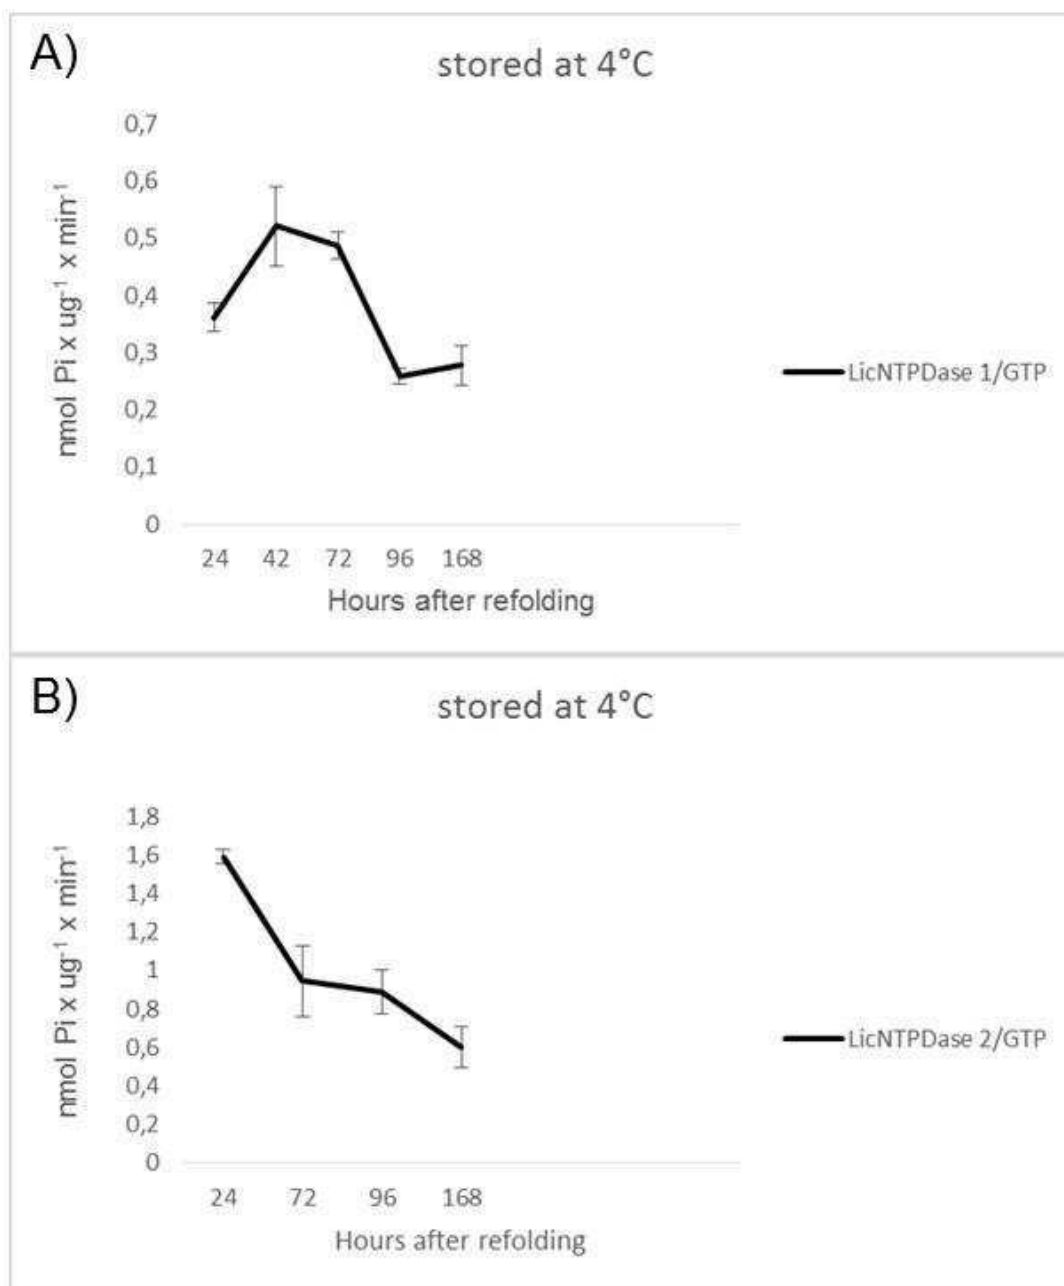 A)
stored at 4°C
0,7
0,6
0,5
0,4
0,3
0,2
0,1
0
nmol Pi x ug⁻¹ x min⁻¹
24 42 72 96 168
Hours after refolding
LicNTPDase 1/GTP
B)
stored at 4°C
1,8
1,6
1,4
1,2
1
0,8
0,6
0,4
0,2
0
nmol Pi x ug⁻¹ x min⁻¹
24 72 96 168
Hours after refolding
LicNTPDase 2/GTP